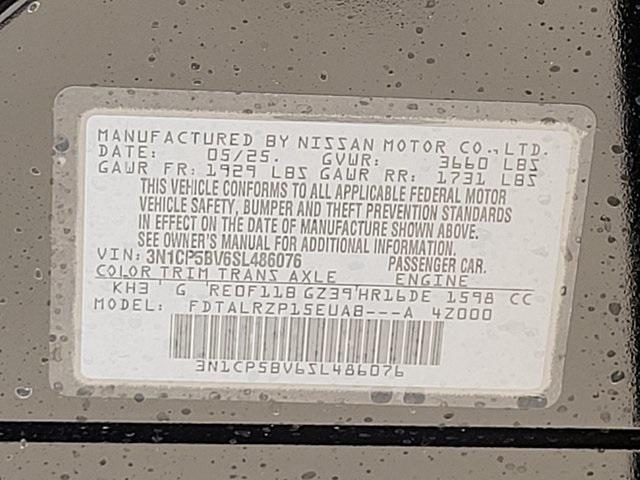 MANUFACTURED BY NISSAN MOTOR CO., LTD.
DATE: 05/25. GVWR: 3660 LBS
GAWR FR: 1929 LBS GAWR RR: 1731 LBS
THIS VEHICLE CONFORMS TO ALL APPLICABLE FEDERAL MOTOR
VEHICLE SAFETY, BUMPER AND THEFT PREVENTION STANDARDS
IN EFFECT ON THE DATE OF MANUFACTURE SHOWN ABOVE.
SEE OWNER'S MANUAL FOR ADDITIONAL INFORMATION.
VIN: 3N1CP5BV6SL486076 PASSENGER CAR.
COLOR TRIM TRANS AXLE ENGINE
KH3 G RE0F11B GZ39 HR16DE 1598 CC
MODEL: FDTALRZP15EUAB---A 4Z000
3N1CP5BV6SL486076